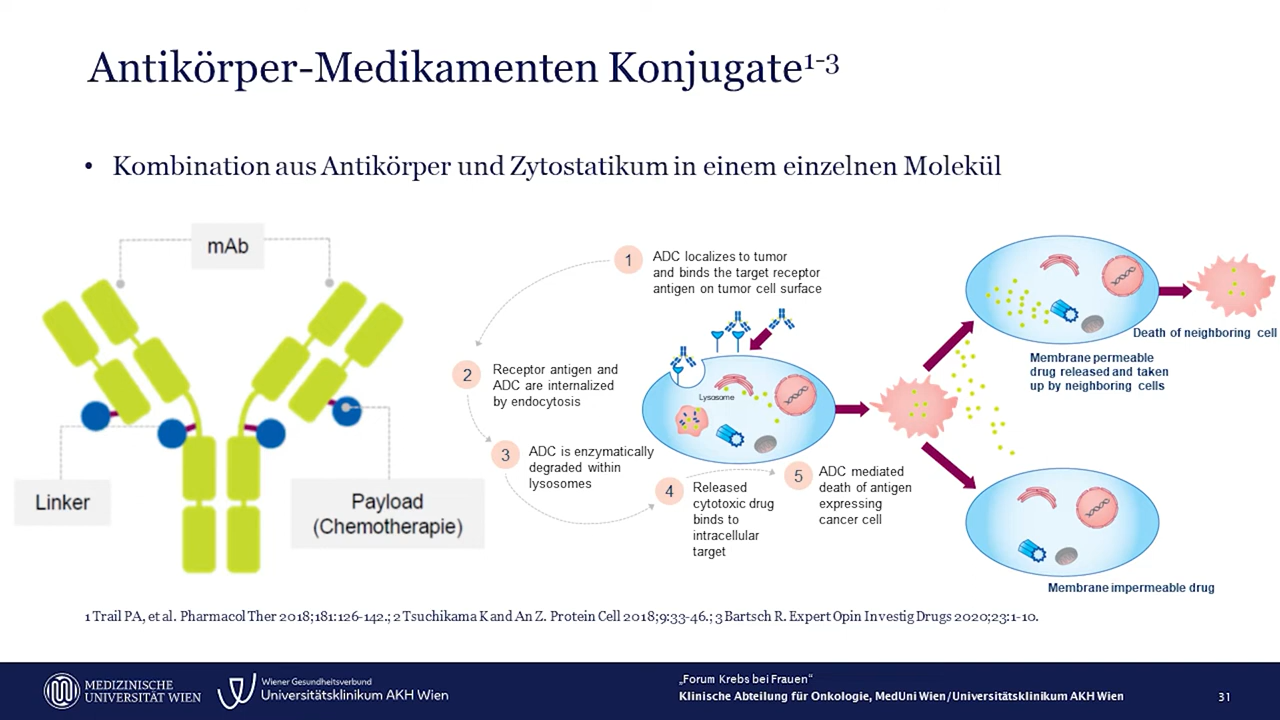 Antikörper-Medikamenten Konjugate1-3
• Kombination aus Antikörper und Zytostatikum in einem einzelnen Molekül
mAb
Linker
Payload
(Chemotherapie)
1
ADC localizes to tumor
and binds the target receptor
antigen on tumor cell surface
2
Receptor antigen and
ADC are internalized
by endocytosis
3
ADC is enzymatically
degraded within
lysosomes
4
Released
cytotoxic drug
binds to
intracellular
target
5
ADC mediated
death of antigen
expressing
cancer cell
Lysosome
Death of neighboring cell
Membrane permeable
drug released and taken
up by neighboring cells
Membrane impermeable drug
1 Trail PA, et al. Pharmacol Ther 2018;181:126-142.; 2 Tsuchikama K and An Z. Protein Cell 2018;9:33-46.; 3 Bartsch R. Expert Opin Investig Drugs 2020;23:1-10.
MEDIZINISCHE
UNIVERSITÄT WIEN
Wiener Gesundheitsverbund
Universitätsklinikum AKH Wien
„Forum Krebs bei Frauen“
Klinische Abteilung für Onkologie, MedUni Wien/Universitätsklinikum AKH Wien
31